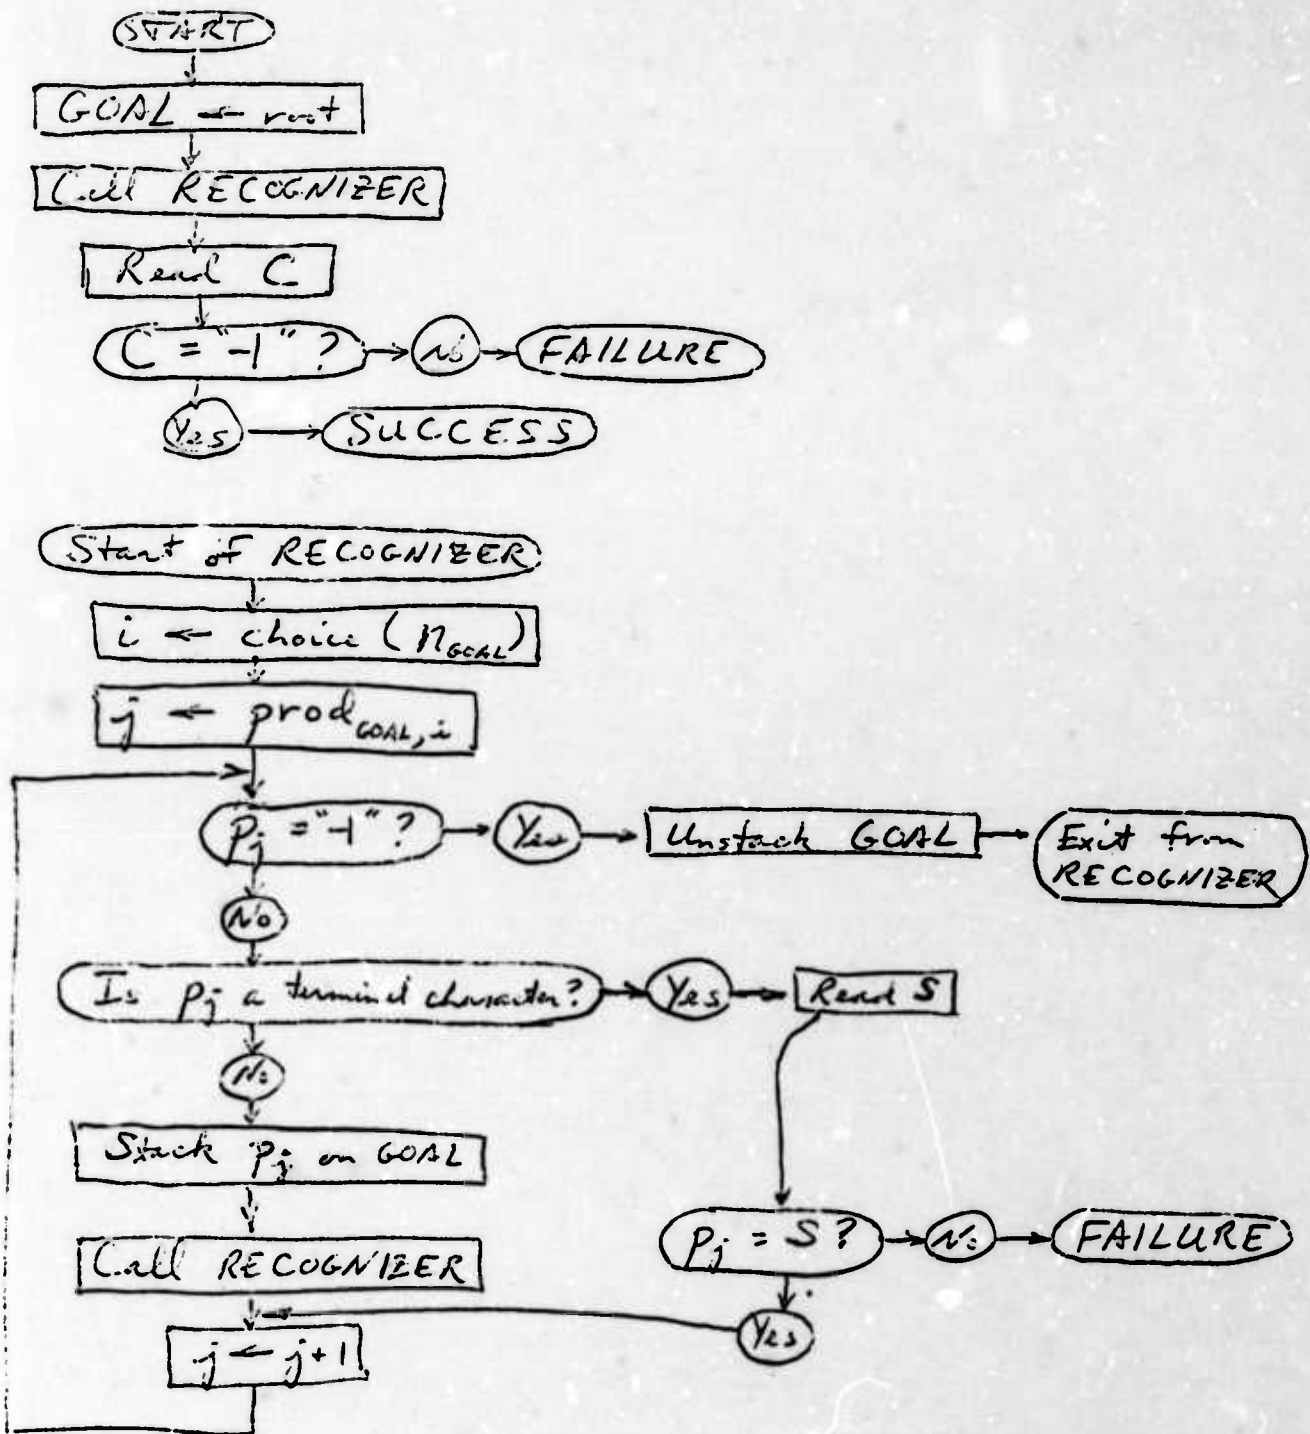 START
GOAL ← root
Call RECOGNIZER
Read C
C = "-|" ? → No → FAILURE
Yes → SUCCESS
Start of RECOGNIZER
i ← choice (n_GOAL)
j ← prod_GOAL, i
p_j = "-|" ? → Yes → Unstack GOAL → Exit from
RECOGNIZER
No
Is p_j a terminal character? → Yes → Read S
No
Stack p_j on GOAL
p_j = S ? → No → FAILURE
Call RECOGNIZER
Yes
j ← j + 1